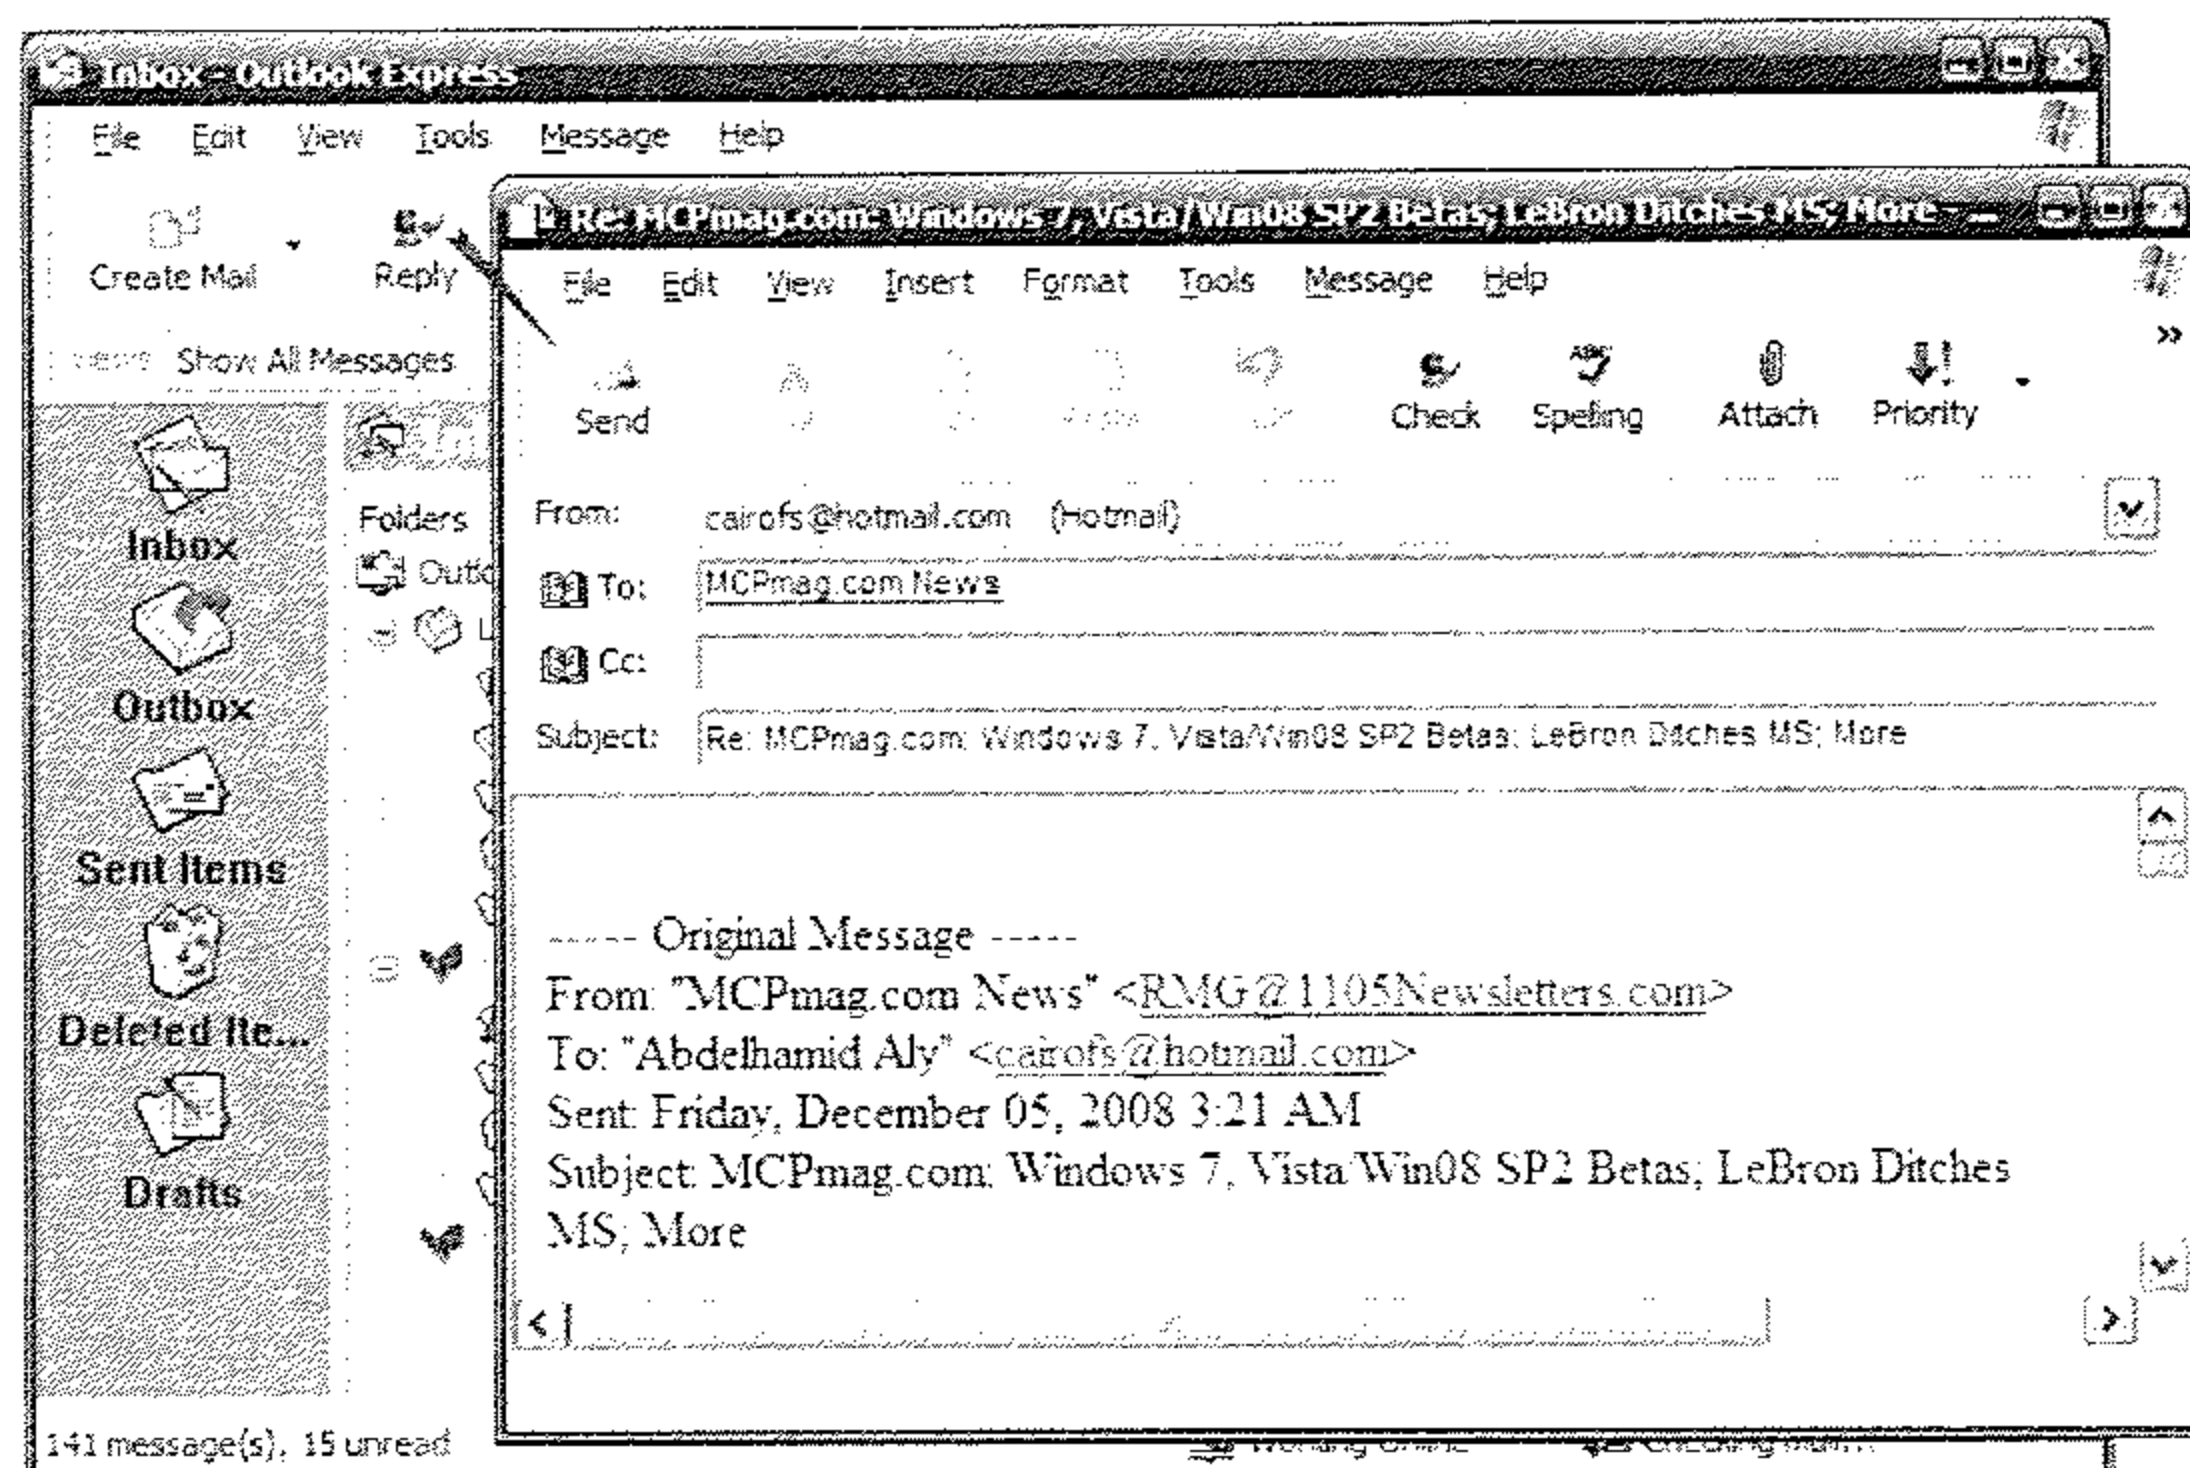 Inbox - Outlook Express
File Edit View Tools Message Help
Create Mail Reply
Show All Messages
Inbox
Outbox
Sent Items
Deleted Ite...
Drafts
Folders
Outlo
L
141 message(s), 15 unread
Working Online Checking mail...
Re: MCPmag.com: Windows 7, Vista/Win08 SP2 Betas; LeBron Ditches MS; More - ...
File Edit View Insert Format Tools Message Help
Send Check Spelling Attach Priority »
From: cairofs@hotmail.com (Hotmail)
To: MCPmag.com News
Cc:
Subject: Re: MCPmag.com: Windows 7, Vista/Win08 SP2 Betas; LeBron Ditches MS; More
----- Original Message -----
From: "MCPmag.com News" <RMG@1105Newsletters.com>
To: "Abdelhamid Aly" <cairofs@hotmail.com>
Sent: Friday, December 05, 2008 3:21 AM
Subject: MCPmag.com: Windows 7, Vista/Win08 SP2 Betas; LeBron Ditches
MS; More